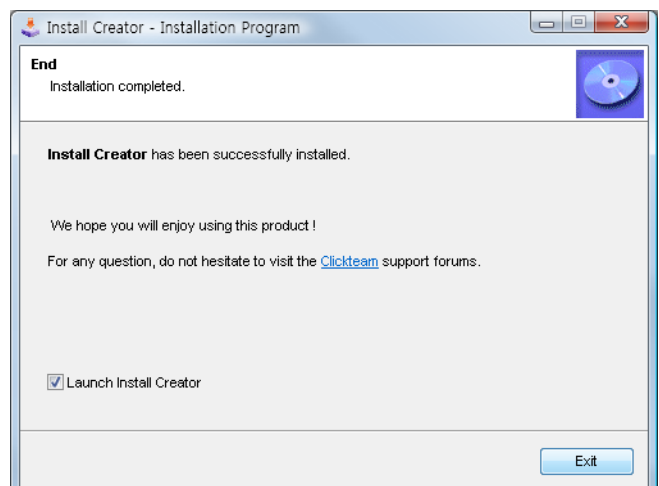 Install Creator - Installation Program
End
Installation completed.
Install Creator has been successfully installed.
We hope you will enjoy using this product !
For any question, do not hesitate to visit the Clickteam support forums.
Launch Install Creator
Exit